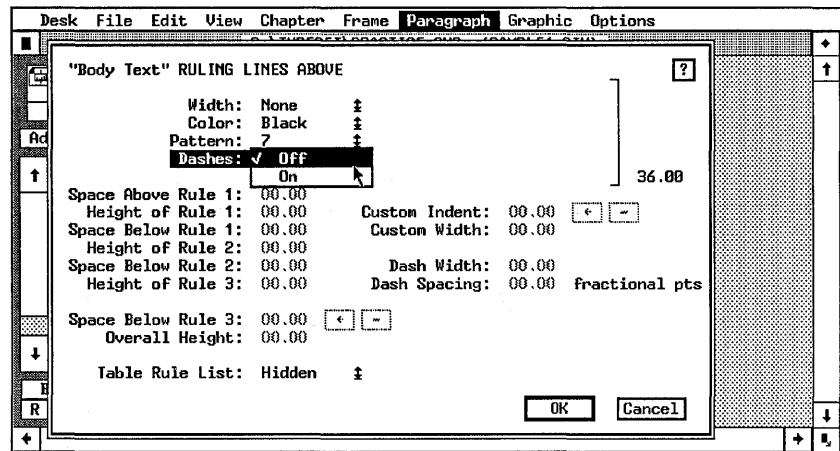 Desk File Edit View Chapter Frame Paragraph Graphic Options
"Body Text" RULING LINES ABOVE ?
Width: None
Color: Black
Pattern: 7
Dashes: √ Off
On
36.00
Space Above Rule 1: 00.00
Height of Rule 1: 00.00 Custom Indent: 00.00
Space Below Rule 1: 00.00 Custom Width: 00.00
Height of Rule 2: 00.00
Space Below Rule 2: 00.00 Dash Width: 00.00
Height of Rule 3: 00.00 Dash Spacing: 00.00 fractional pts
Space Below Rule 3: 00.00
Overall Height: 00.00
Table Rule List: Hidden
OK Cancel
Ad
R